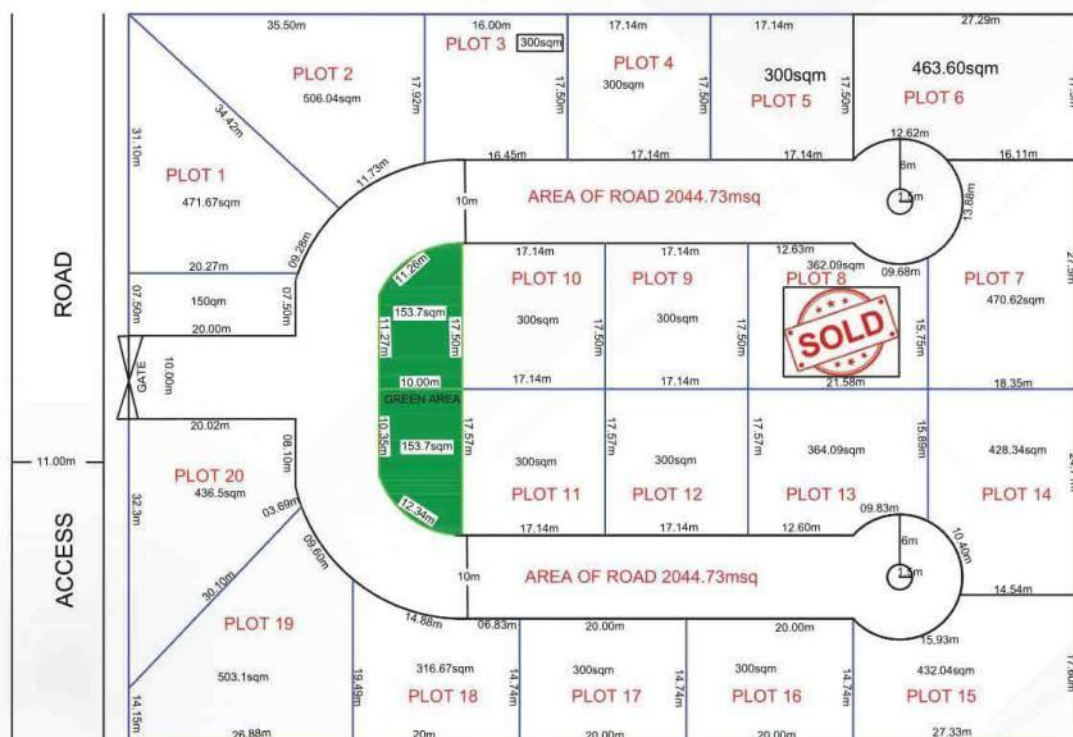 35.50m
16.00m
17.14m
17.14m
27.29m
PLOT 3
300sqm
PLOT 2
506.04sqm
17.92m
17.50m
PLOT 4
300sqm
17.50m
300sqm
PLOT 5
17.50m
463.60sqm
PLOT 6
34.42m
31.10m
PLOT 1
471.67sqm
11.73m
16.45m
17.14m
17.14m
12.62m
16.11m
6m
1.5m
13.88m
10m
AREA OF ROAD 2044.73msq
ROAD
09.28m
20.27m
07.50m
150qm
07.50m
20.00m
11.26m
153.7sqm
11.27m
17.50m
10.00m
GREEN AREA
17.14m
PLOT 10
300sqm
17.14m
17.50m
17.14m
PLOT 9
300sqm
17.14m
17.50m
12.63m
362.09sqm
PLOT 8
09.68m
SOLD
21.58m
15.75m
PLOT 7
470.62sqm
18.35m
GATE
10.00m
20.02m
08.10m
10.35m
153.7sqm
17.57m
12.34m
11.00m
PLOT 20
436.5sqm
03.69m
32.3m
300sqm
PLOT 11
17.14m
17.57m
300sqm
PLOT 12
17.14m
17.57m
364.09sqm
PLOT 13
12.60m
15.89m
09.83m
428.34sqm
PLOT 14
6m
1.5m
10.40m
14.54m
ACCESS
09.60m
30.10m
10m
AREA OF ROAD 2044.73msq
14.88m
06.83m
20.00m
20.00m
15.93m
PLOT 19
503.1sqm
14.15m
26.88m
19.49m
316.67sqm
PLOT 18
20m
14.74m
300sqm
PLOT 17
20.00m
14.74m
300sqm
PLOT 16
20.00m
14.74m
432.04sqm
PLOT 15
27.33m